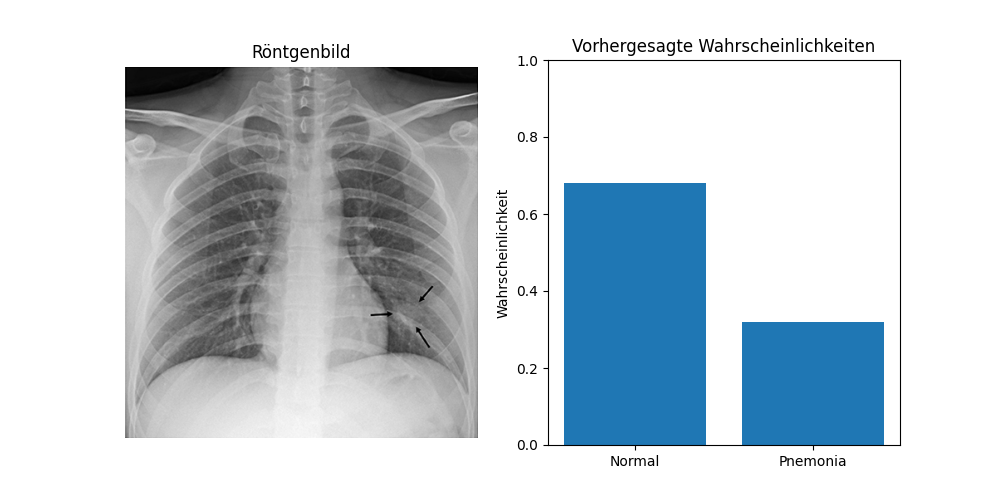 Röntgenbild
Vorhergesagte Wahrscheinlichkeiten
1.0
0.8
0.6
0.4
0.2
0.0
Wahrscheinlichkeit
Normal
Pnemonia